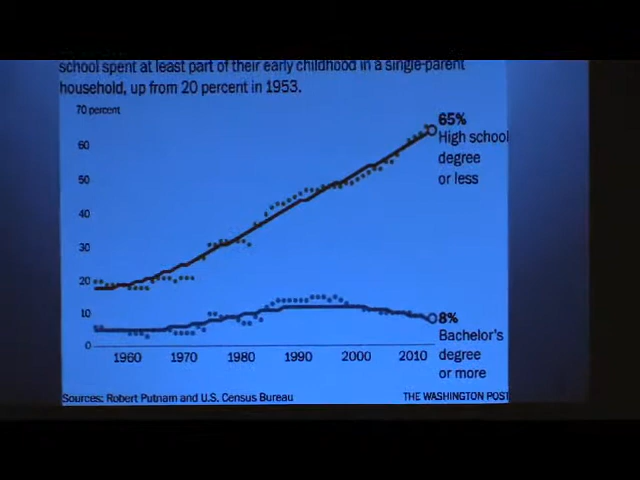 school spent at least part of their early childhood in a single-parent
household, up from 20 percent in 1953.
70 percent
65%
High school
degree
or less
60
50
40
30
20
10
0
8%
Bachelor's
degree
or more
1960 1970 1980 1990 2000 2010
Sources: Robert Putnam and U.S. Census Bureau
THE WASHINGTON POST